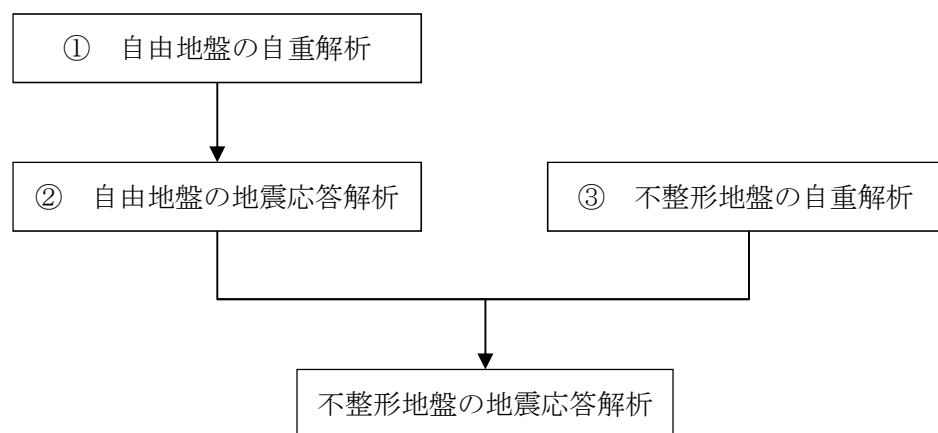 ① 自由地盤の自重解析
② 自由地盤の地震応答解析
③ 不整形地盤の自重解析
不整形地盤の地震応答解析